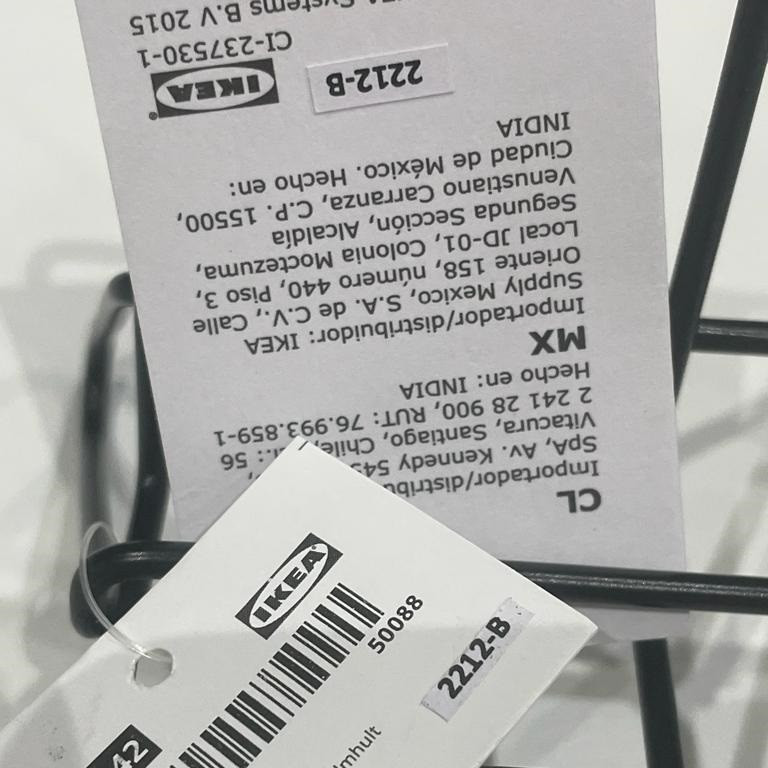 CL
Importador/distribu
SpA, Av. Kennedy 545
Vitacura, Santiago, Chile 56
2 241 28 900, RUT: 76.993.859-1
Hecho en: INDIA
MX
Importador/distribuidor: IKEA
Supply Mexico, S.A. de C.V., Calle
Oriente 158, número 440, Piso 3,
Local JD-01, Colonia Moctezuma,
Segunda Sección, Alcaldía
Venustiano Carranza, C.P. 15500,
Ciudad de México. Hecho en:
INDIA
2212-B
IKEA®
CI-237530-1
Systems B.V 2015
IKEA®
50088
2212-B
42
lmhult